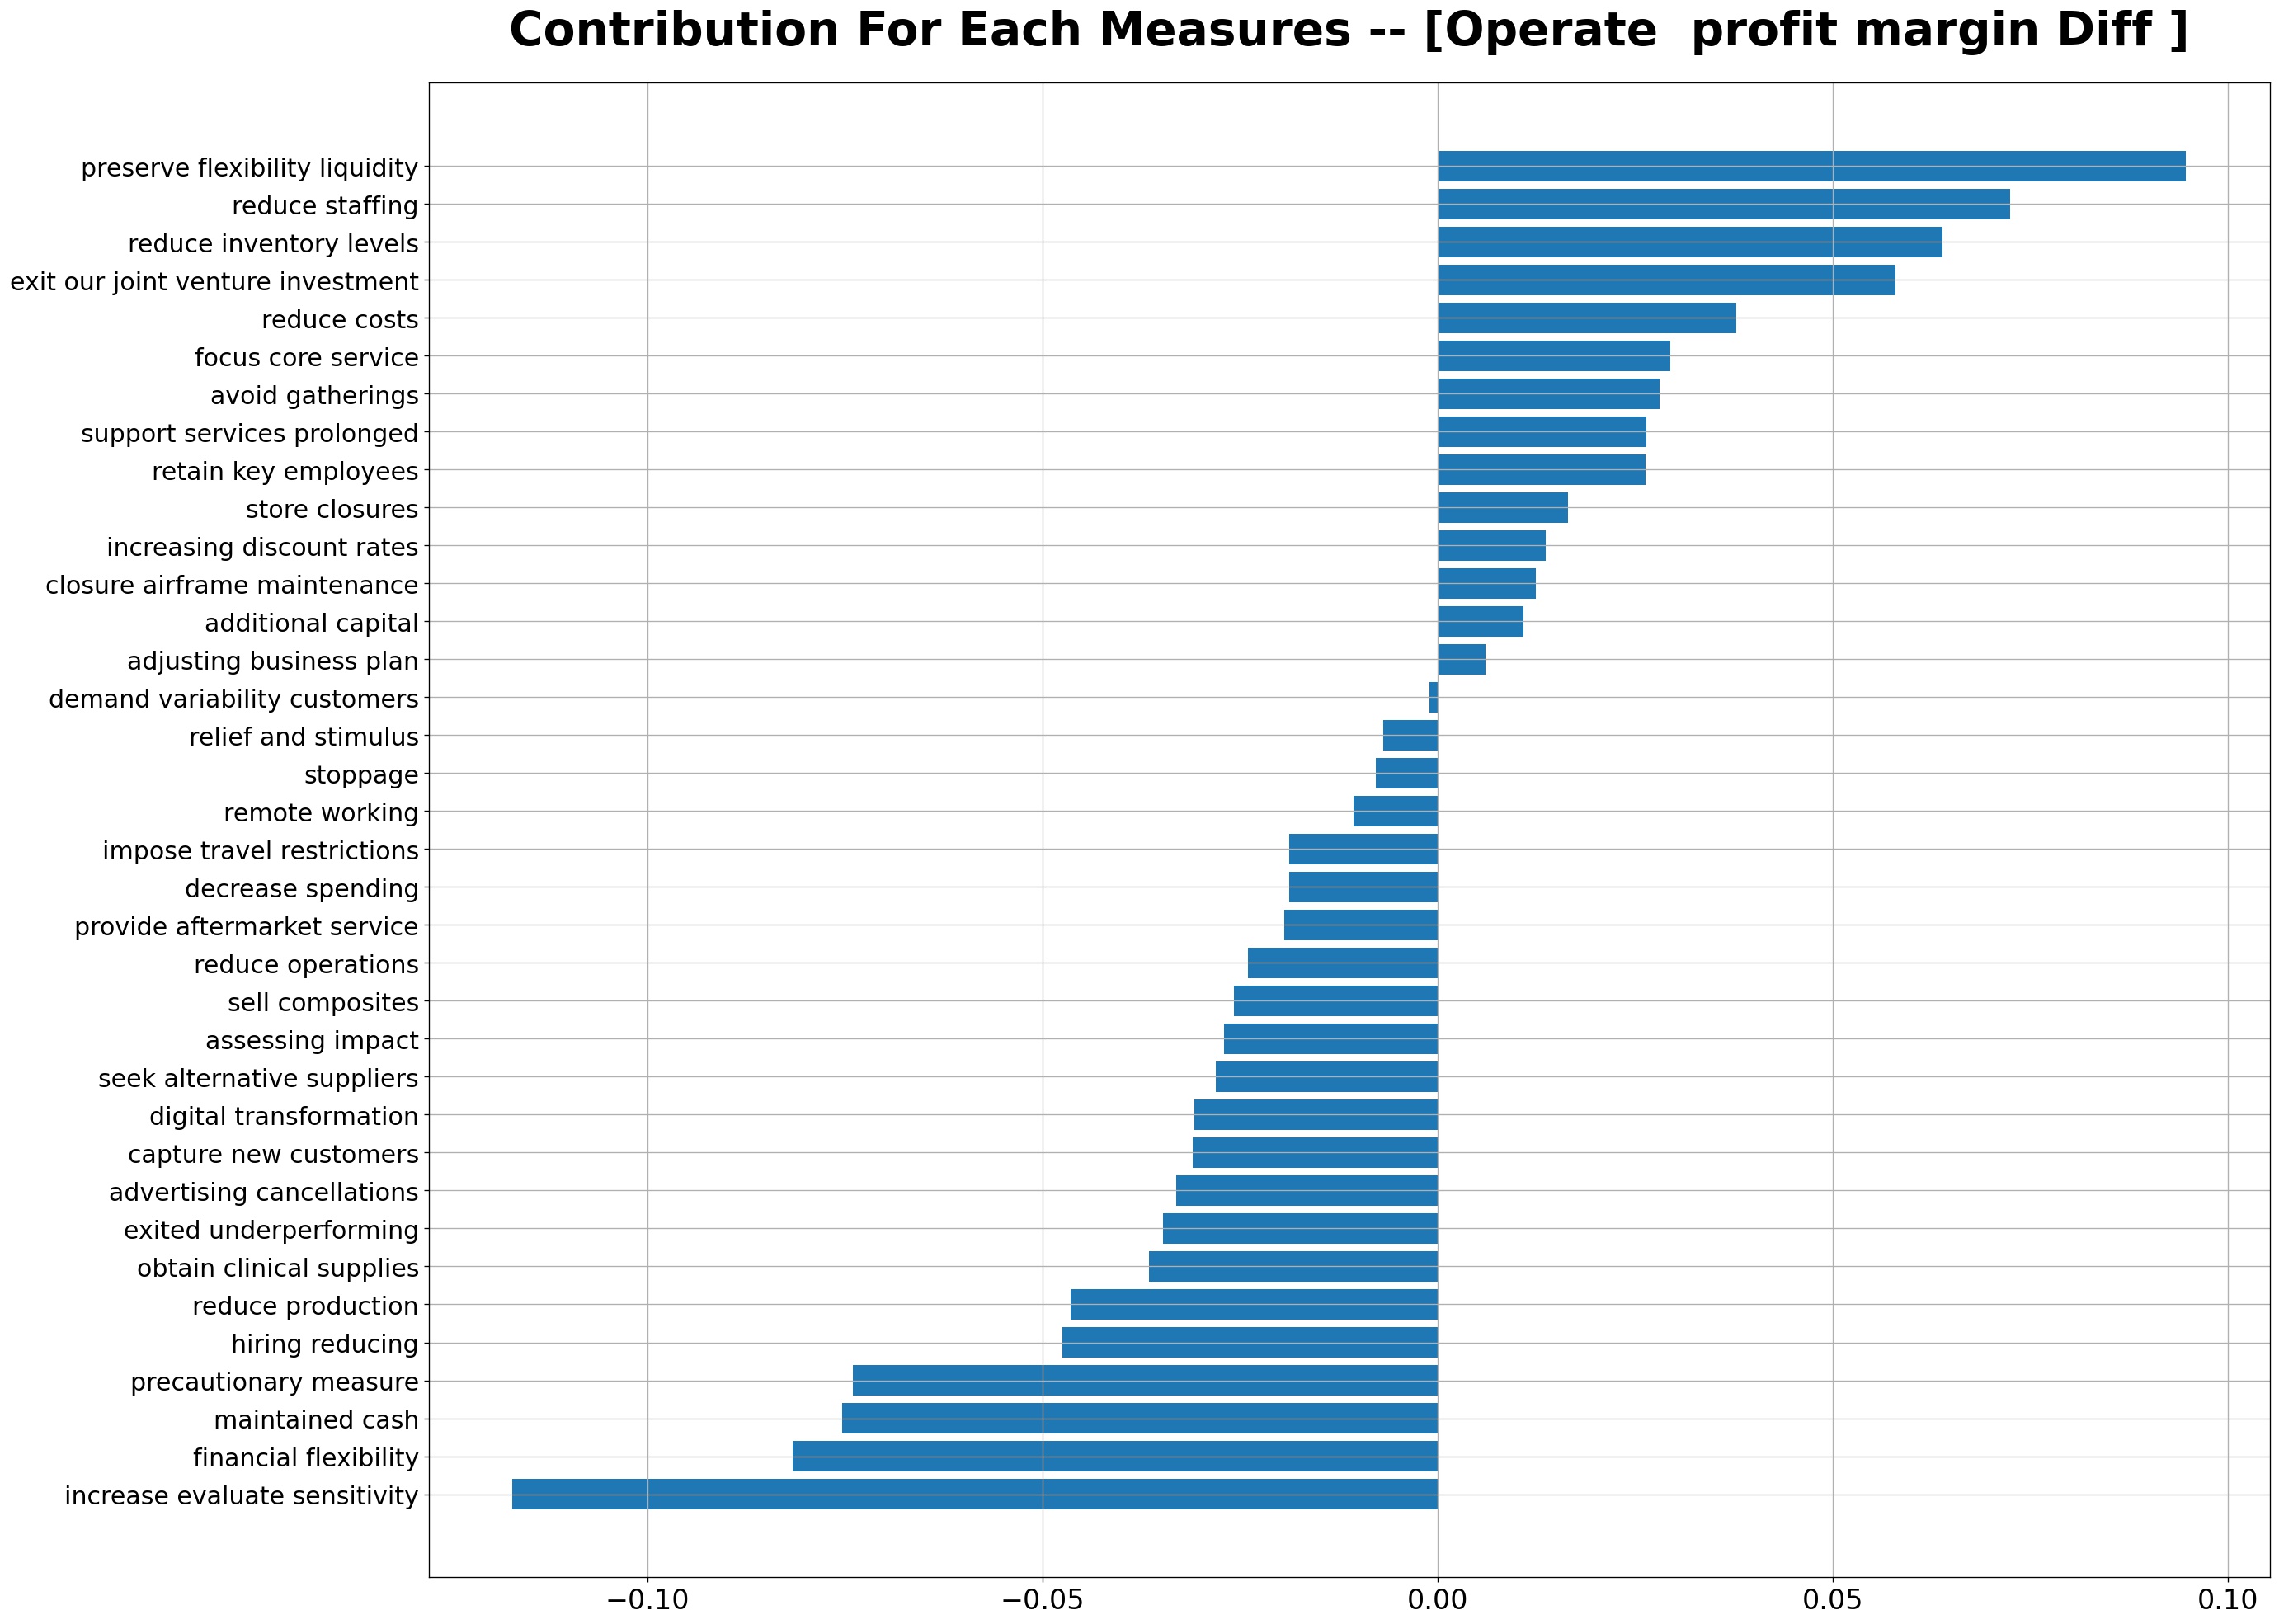 Contribution For Each Measures -- [Operate  profit margin Diff ]
preserve flexibility liquidity
reduce staffing
reduce inventory levels
exit our joint venture investment
reduce costs
focus core service
avoid gatherings
support services prolonged
retain key employees
store closures
increasing discount rates
closure airframe maintenance
additional capital
adjusting business plan
demand variability customers
relief and stimulus
stoppage
remote working
impose travel restrictions
decrease spending
provide aftermarket service
reduce operations
sell composites
assessing impact
seek alternative suppliers
digital transformation
capture new customers
advertising cancellations
exited underperforming
obtain clinical supplies
reduce production
hiring reducing
precautionary measure
maintained cash
financial flexibility
increase evaluate sensitivity
−0.10 −0.05 0.00 0.05 0.10